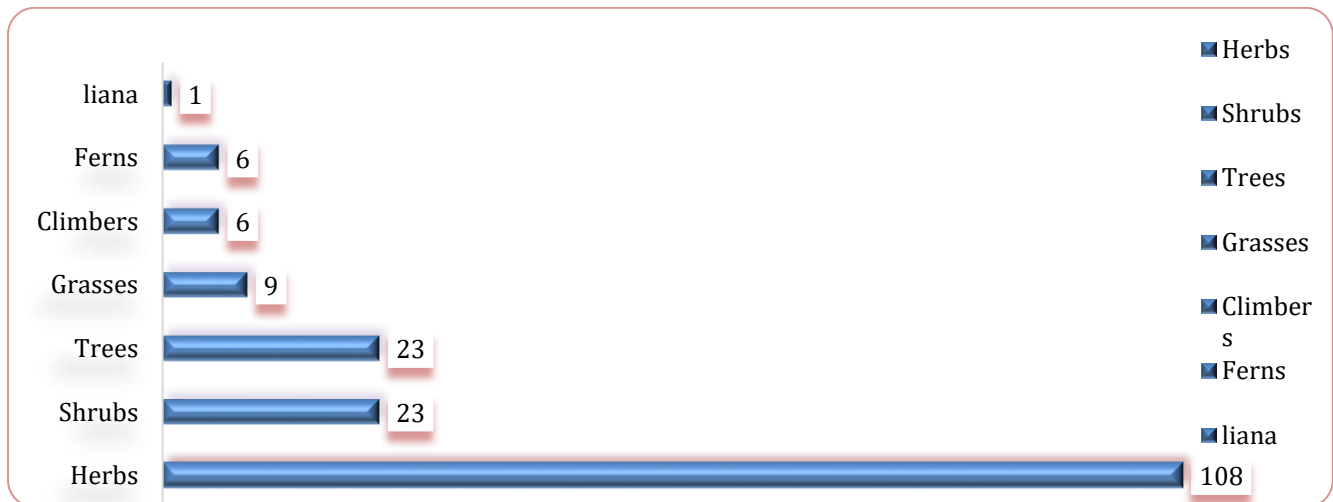 liana 1
Ferns 6
Climbers 6
Grasses 9
Trees 23
Shrubs 23
Herbs 108
Herbs
Shrubs
Trees
Grasses
Climber
s
Ferns
liana